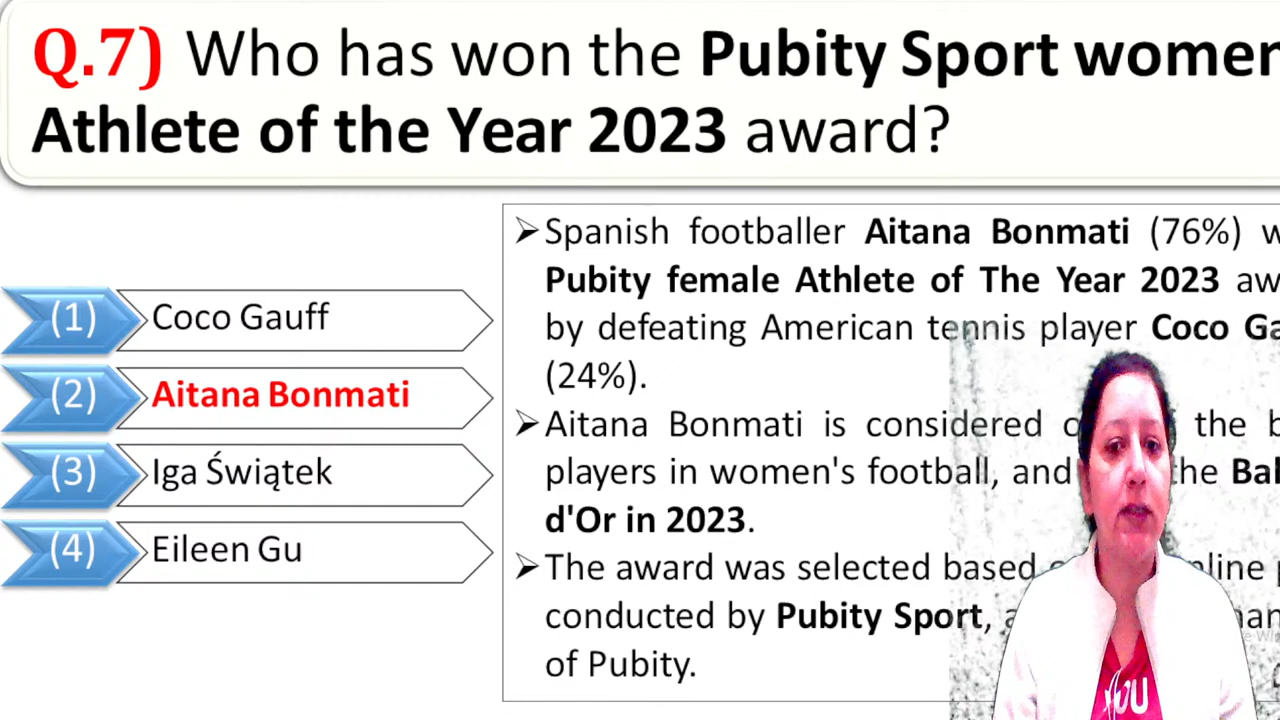 Q.7) Who has won the Pubity Sport women
Athlete of the Year 2023 award?
(1) Coco Gauff
(2) Aitana Bonmati
(3) Iga Świątek
(4) Eileen Gu
➢Spanish footballer Aitana Bonmati (76%)
Pubity female Athlete of The Year 2023
by defeating American tennis player Coco
(24%).
➢Aitana Bonmati is considered the
players in women's football, and the
d'Or in 2023.
➢The award was selected based
conducted by Pubity Sport,
of Pubity.